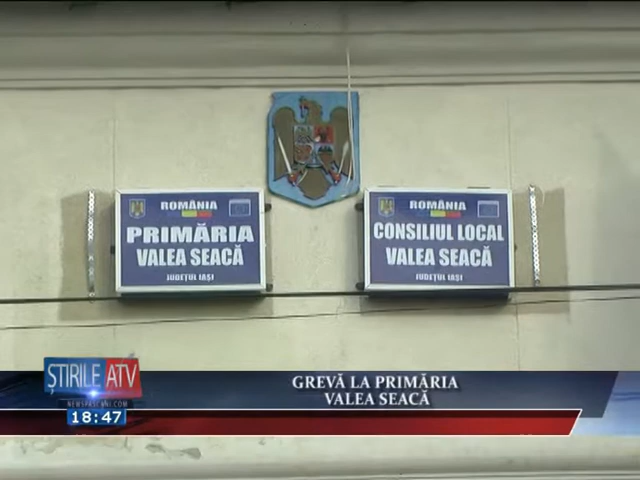 ROMÂNIA
PRIMĂRIA
VALEA SEACĂ
JUDEȚUL IAȘI
ROMÂNIA
CONSILIUL LOCAL
VALEA SEACĂ
JUDEȚUL IAȘI
ȘTIRILE ATV
NEWSPASCANI.COM
18:47
GREVĂ LA PRIMĂRIA
VALEA SEACĂ